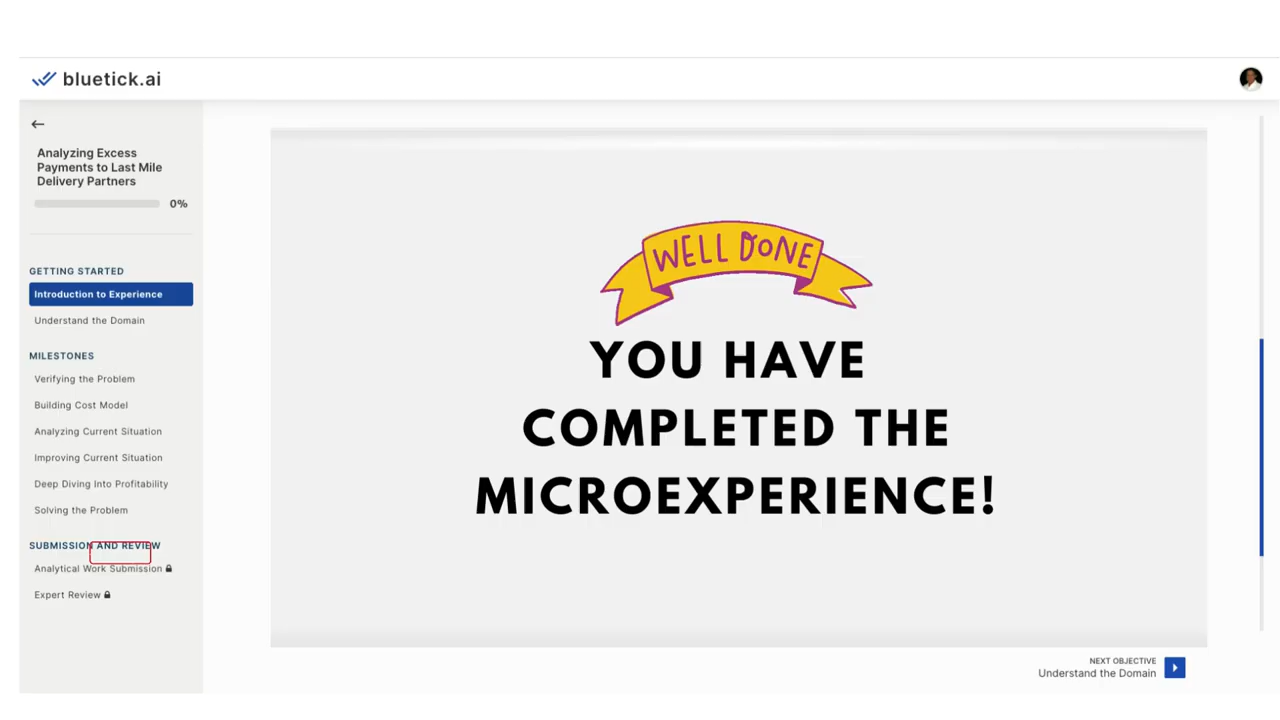 bluetick.ai
Analyzing Excess
Payments to Last Mile
Delivery Partners
0%
GETTING STARTED
Introduction to Experience
Understand the Domain
MILESTONES
Verifying the Problem
Building Cost Model
Analyzing Current Situation
Improving Current Situation
Deep Diving Into Profitability
Solving the Problem
SUBMISSION AND REVIEW
Analytical Work Submission
Expert Review
WELL DONE
YOU HAVE
COMPLETED THE
MICROEXPERIENCE!
NEXT OBJECTIVE
Understand the Domain